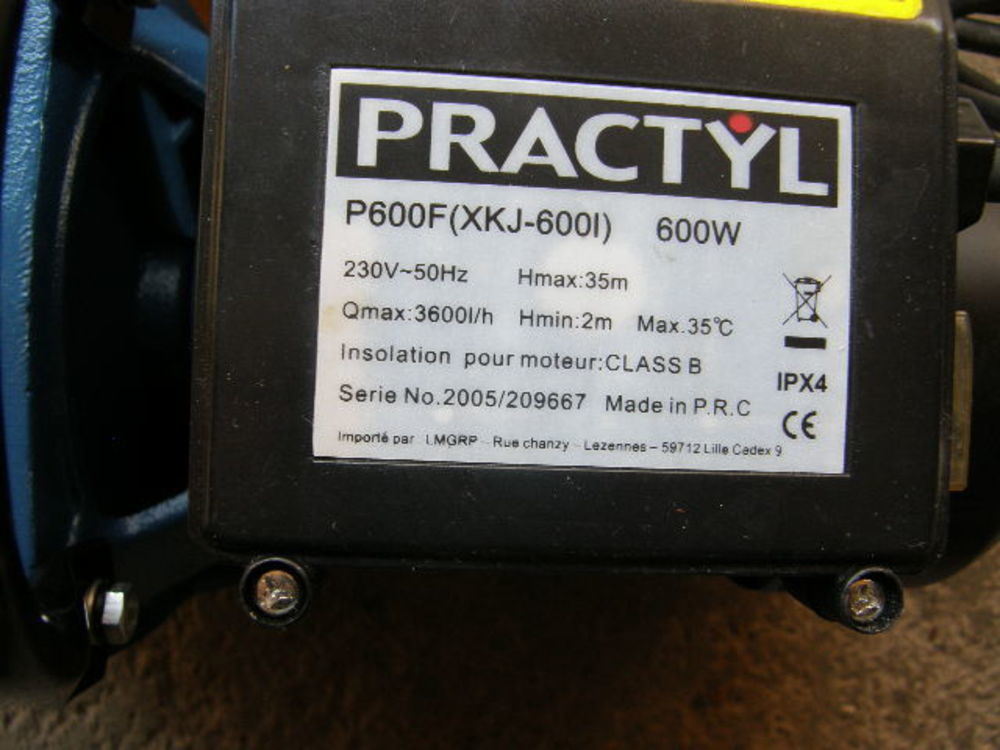 PRACTYL
P600F(XKJ-600I) 600W
230V~50Hz Hmax:35m
Qmax:3600l/h Hmin:2m Max.35℃
Insolation pour moteur:CLASS B
IPX4
Serie No.2005/209667 Made in P.R.C
CE
Importé par LMGRP - Rue chanzy - Lezennes - 59712 Lille Cedex 9